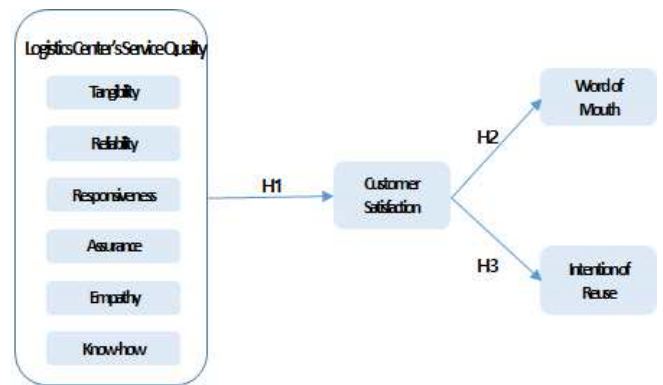 Logistics Center's Service Quality
Tangibility
Reliability
Responsiveness
Assurance
Empathy
Know-how
H1
Customer
Satisfaction
H2
H3
Word of
Mouth
Intention of
Reuse